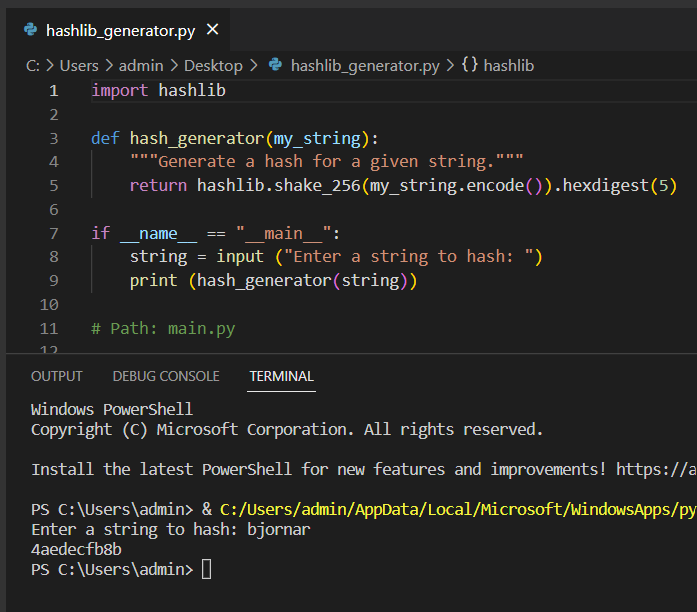 hashlib_generator.py ×
C: > Users > admin > Desktop > hashlib_generator.py > {} hashlib
1 import hashlib
2
3 def hash_generator(my_string):
4     """Generate a hash for a given string."""
5     return hashlib.shake_256(my_string.encode()).hexdigest(5)
6
7 if __name__ == "__main__":
8     string = input ("Enter a string to hash: ")
9     print (hash_generator(string))
10
11 # Path: main.py
12
OUTPUT DEBUG CONSOLE TERMINAL
Windows PowerShell
Copyright (C) Microsoft Corporation. All rights reserved.
Install the latest PowerShell for new features and improvements! https://a
PS C:\Users\admin> & C:/Users/admin/AppData/Local/Microsoft/WindowsApps/py
Enter a string to hash: bjornar
4aedecfb8b
PS C:\Users\admin>